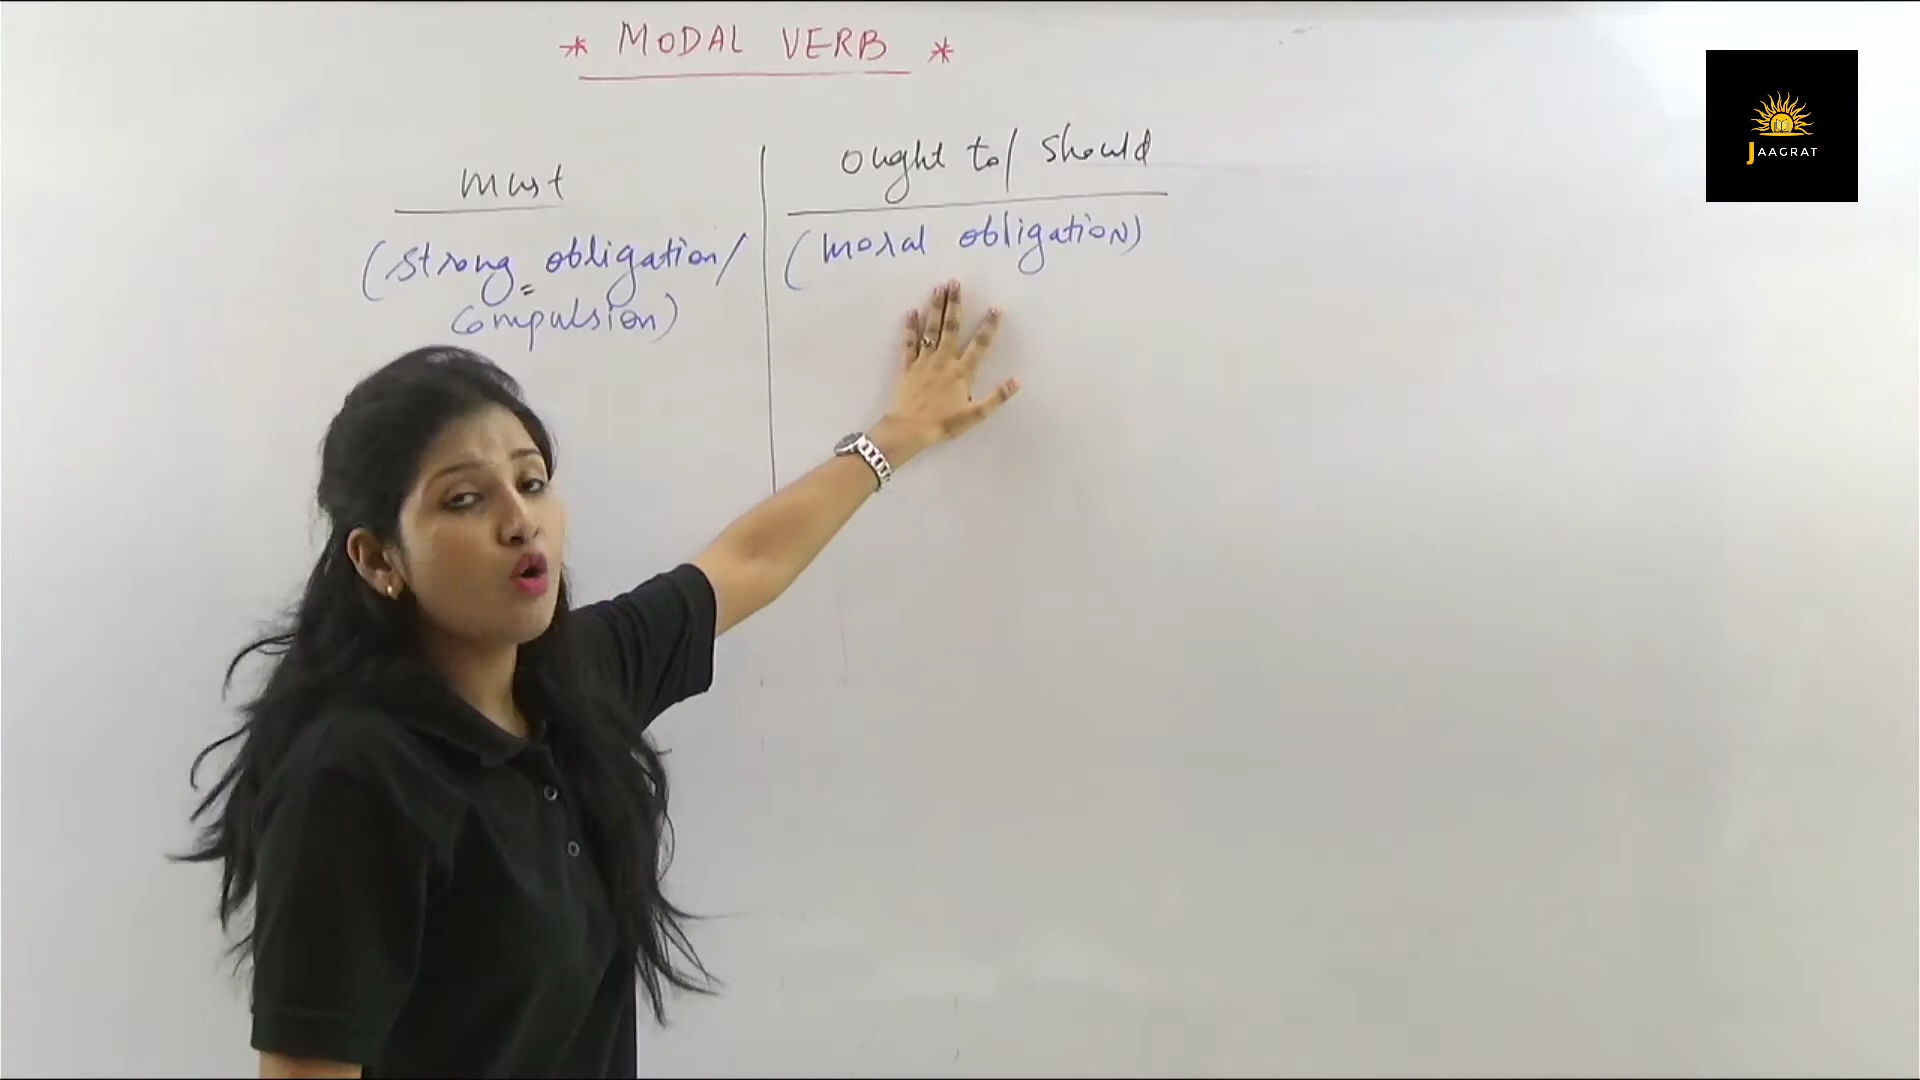 * MODAL VERB *
must
(strong obligation/
compulsion)
ought to/ should
(moral obligation)
JAAGRAT